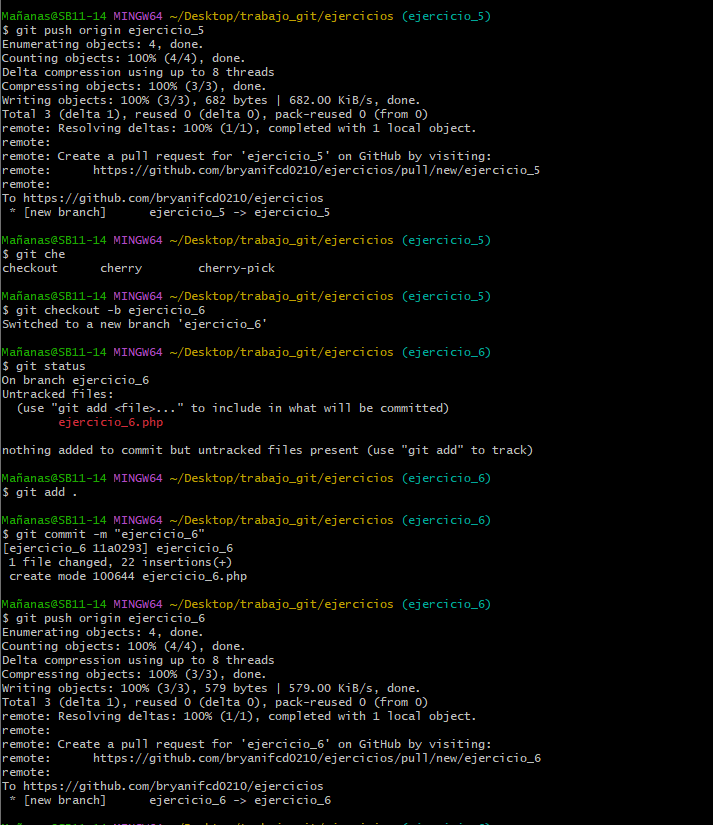 Mañanas@SB11-14 MINGW64 ~/Desktop/trabajo_git/ejercicios (ejercicio_5)
$ git push origin ejercicio_5
Enumerating objects: 4, done.
Counting objects: 100% (4/4), done.
Delta compression using up to 8 threads
Compressing objects: 100% (3/3), done.
Writing objects: 100% (3/3), 682 bytes | 682.00 KiB/s, done.
Total 3 (delta 1), reused 0 (delta 0), pack-reused 0 (from 0)
remote: Resolving deltas: 100% (1/1), completed with 1 local object.
remote:
remote: Create a pull request for 'ejercicio_5' on GitHub by visiting:
remote:      https://github.com/bryanifcd0210/ejercicios/pull/new/ejercicio_5
remote:
To https://github.com/bryanifcd0210/ejercicios
 * [new branch]      ejercicio_5 -> ejercicio_5
Mañanas@SB11-14 MINGW64 ~/Desktop/trabajo_git/ejercicios (ejercicio_5)
$ git che
checkout      cherry        cherry-pick
Mañanas@SB11-14 MINGW64 ~/Desktop/trabajo_git/ejercicios (ejercicio_5)
$ git checkout -b ejercicio_6
Switched to a new branch 'ejercicio_6'
Mañanas@SB11-14 MINGW64 ~/Desktop/trabajo_git/ejercicios (ejercicio_6)
$ git status
On branch ejercicio_6
Untracked files:
  (use "git add <file>..." to include in what will be committed)
        ejercicio_6.php
nothing added to commit but untracked files present (use "git add" to track)
Mañanas@SB11-14 MINGW64 ~/Desktop/trabajo_git/ejercicios (ejercicio_6)
$ git add .
Mañanas@SB11-14 MINGW64 ~/Desktop/trabajo_git/ejercicios (ejercicio_6)
$ git commit -m "ejercicio_6"
[ejercicio_6 11a0293] ejercicio_6
 1 file changed, 22 insertions(+)
 create mode 100644 ejercicio_6.php
Mañanas@SB11-14 MINGW64 ~/Desktop/trabajo_git/ejercicios (ejercicio_6)
$ git push origin ejercicio_6
Enumerating objects: 4, done.
Counting objects: 100% (4/4), done.
Delta compression using up to 8 threads
Compressing objects: 100% (3/3), done.
Writing objects: 100% (3/3), 579 bytes | 579.00 KiB/s, done.
Total 3 (delta 1), reused 0 (delta 0), pack-reused 0 (from 0)
remote: Resolving deltas: 100% (1/1), completed with 1 local object.
remote:
remote: Create a pull request for 'ejercicio_6' on GitHub by visiting:
remote:      https://github.com/bryanifcd0210/ejercicios/pull/new/ejercicio_6
remote:
To https://github.com/bryanifcd0210/ejercicios
 * [new branch]      ejercicio_6 -> ejercicio_6